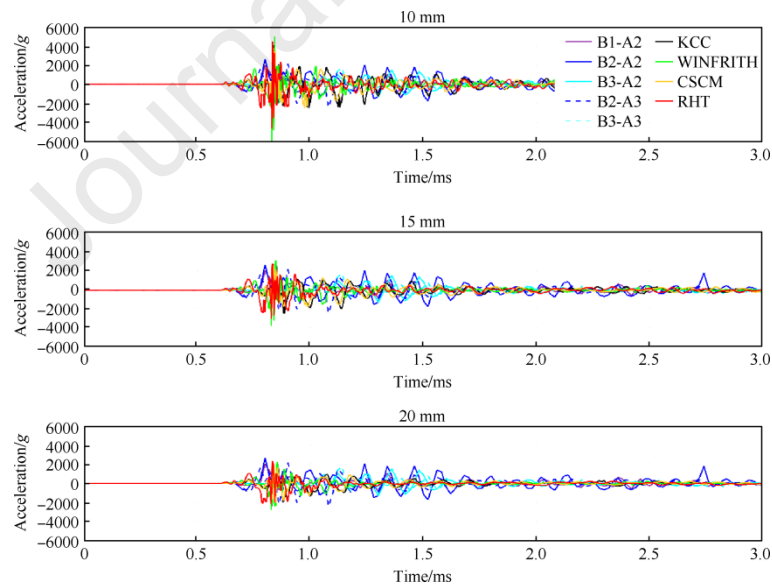 Journal
10 mm
6000
4000
2000
0
−2000
−4000
−6000
Acceleration/g
B1-A2
B2-A2
B3-A2
B2-A3
B3-A3
KCC
WINFRITH
CSCM
RHT
0 0.5 1.0 1.5 2.0 2.5 3.0
Time/ms
15 mm
6000
4000
2000
0
−2000
−4000
−6000
Acceleration/g
0 0.5 1.0 1.5 2.0 2.5 3.0
Time/ms
20 mm
6000
4000
2000
0
−2000
−4000
−6000
Acceleration/g
0 0.5 1.0 1.5 2.0 2.5 3.0
Time/ms